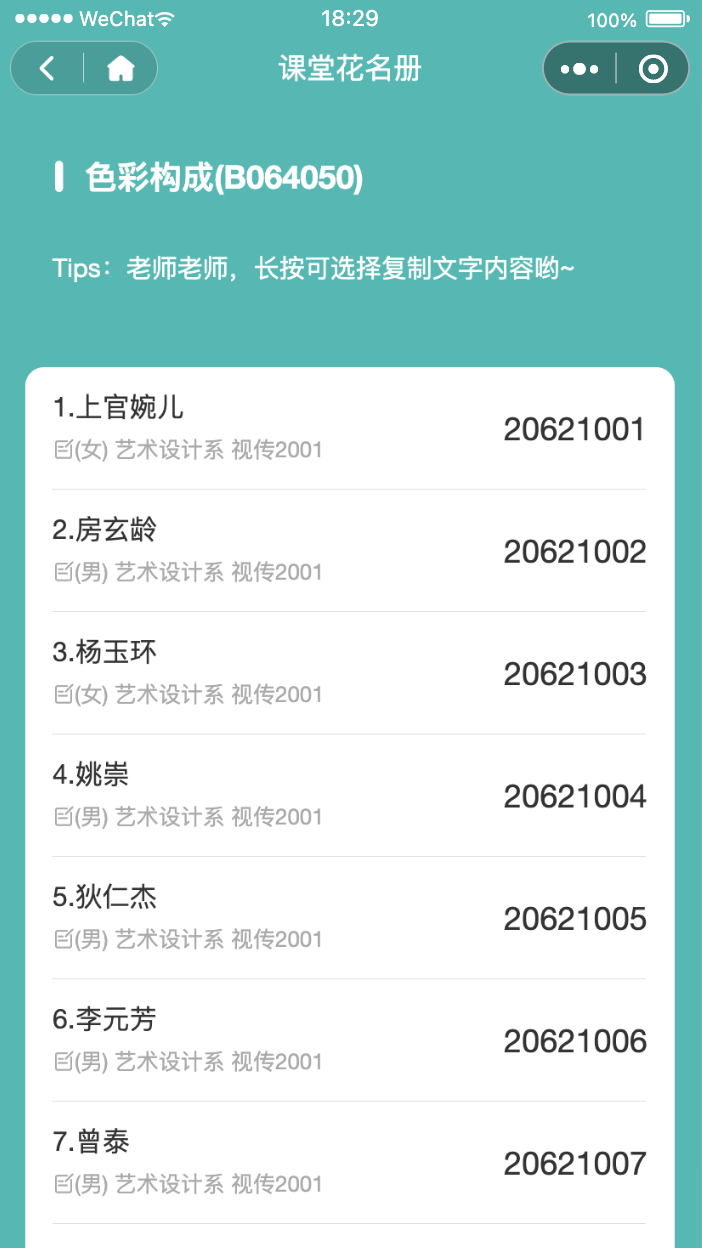 WeChat 18:29 100%
课堂花名册
色彩构成(B064050)
Tips：老师老师，长按可选择复制文字内容哟~
1.上官婉儿
20621001
(女) 艺术设计系 视传2001
2.房玄龄
20621002
(男) 艺术设计系 视传2001
3.杨玉环
20621003
(女) 艺术设计系 视传2001
4.姚崇
20621004
(男) 艺术设计系 视传2001
5.狄仁杰
20621005
(男) 艺术设计系 视传2001
6.李元芳
20621006
(男) 艺术设计系 视传2001
7.曾泰
20621007
(男) 艺术设计系 视传2001